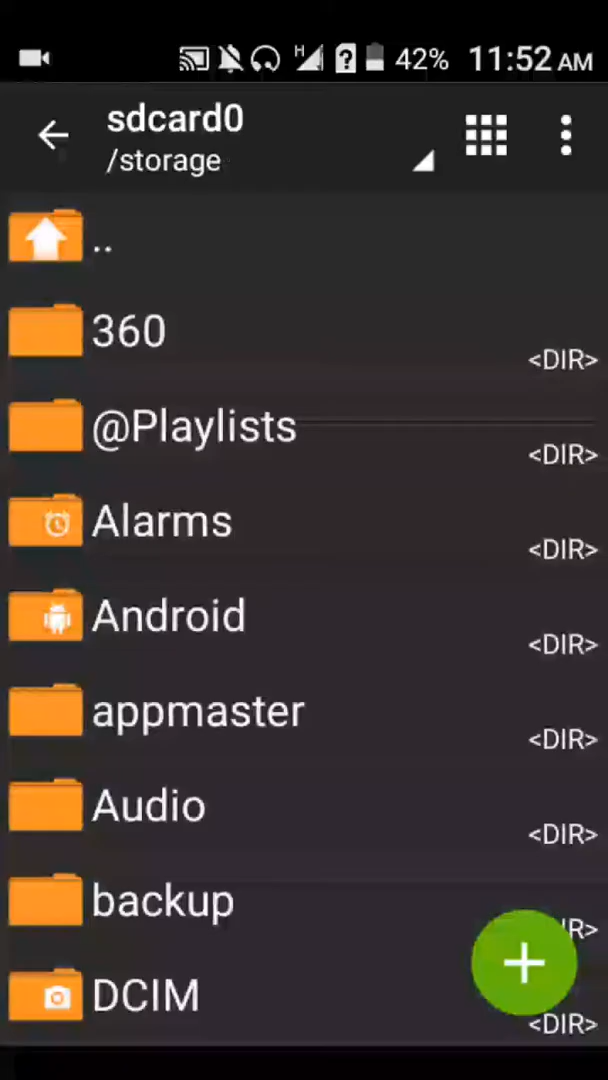 H ? 42% 11:52 AM
sdcard0
/storage
..
360
<DIR>
@Playlists
<DIR>
Alarms
<DIR>
Android
<DIR>
appmaster
<DIR>
Audio
<DIR>
backup
IR>
DCIM
<DIR>